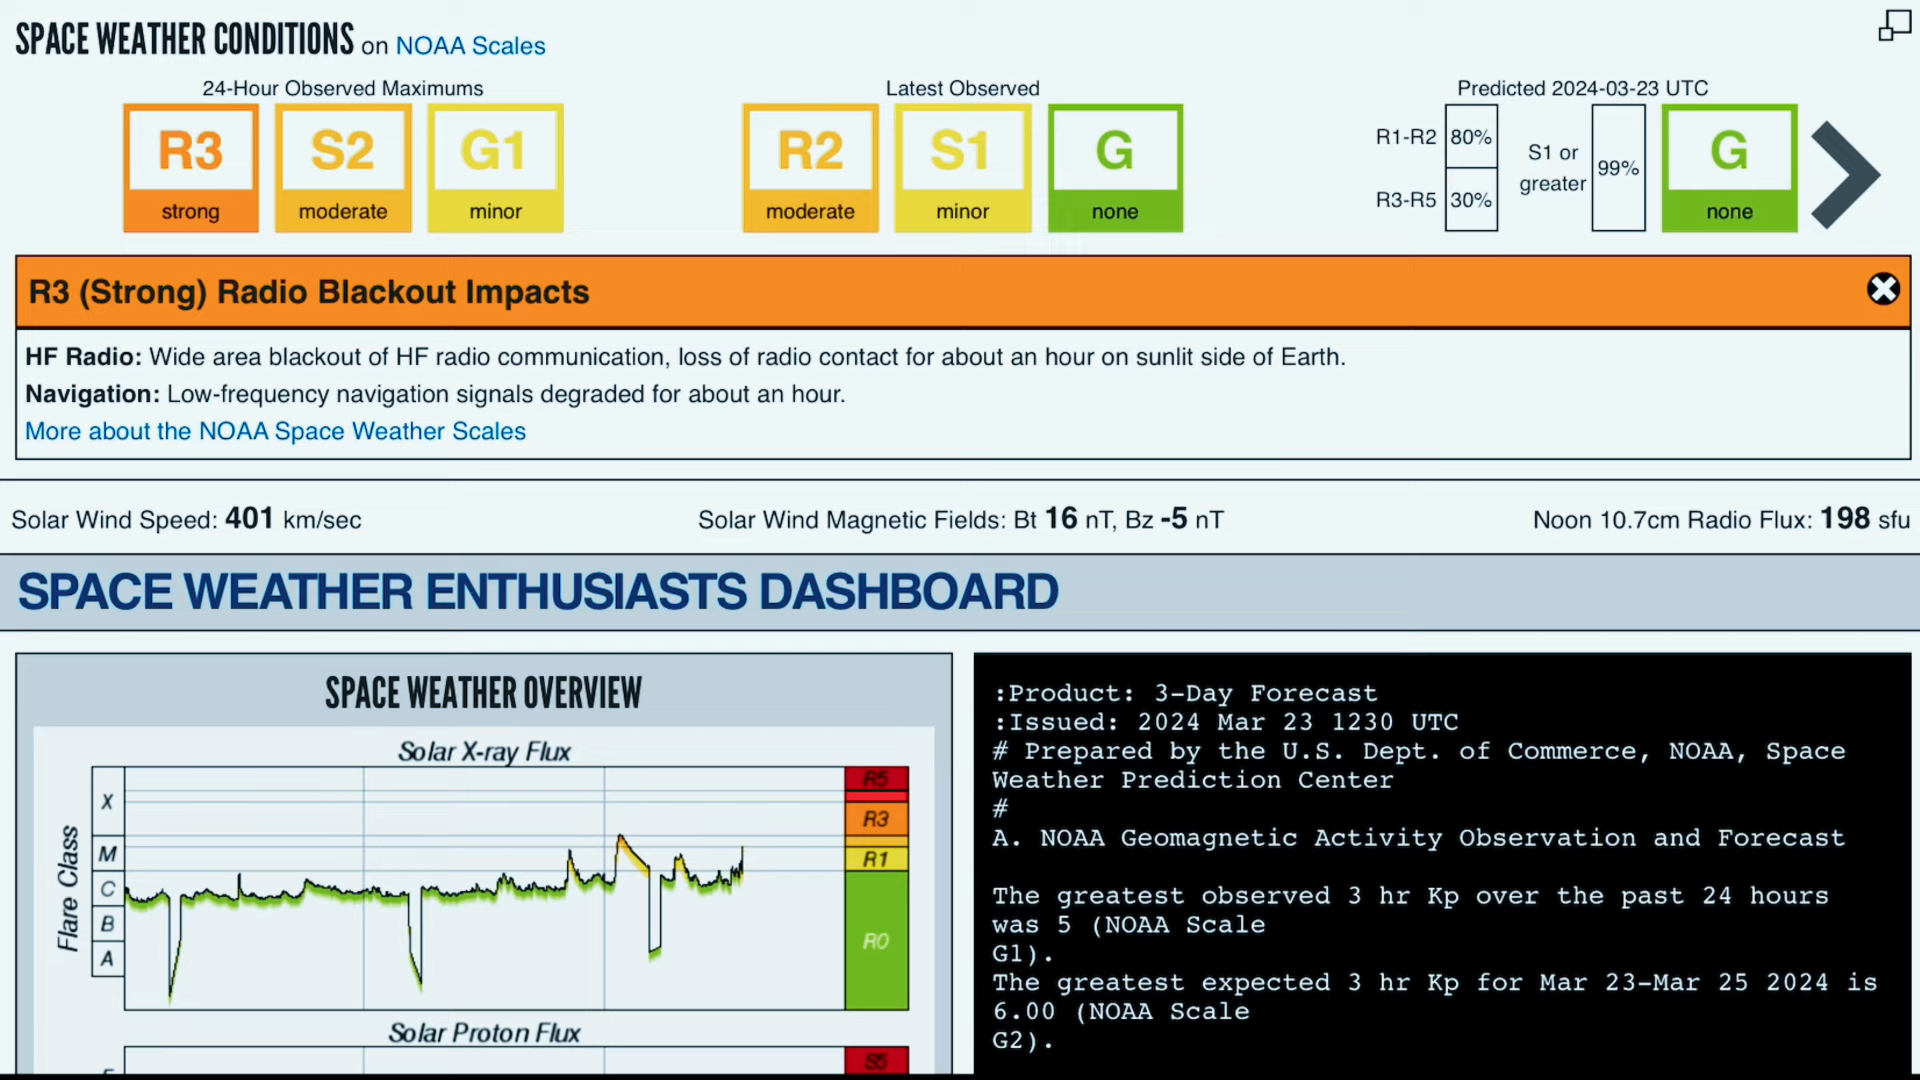 SPACE WEATHER CONDITIONS on NOAA Scales
24-Hour Observed Maximums
R3
strong
S2
moderate
G1
minor
Latest Observed
R2
moderate
S1
minor
G
none
Predicted 2024-03-23 UTC
R1-R2 80%
R3-R5 30%
S1 or
greater
99%
G
none
R3 (Strong) Radio Blackout Impacts
HF Radio: Wide area blackout of HF radio communication, loss of radio contact for about an hour on sunlit side of Earth.
Navigation: Low-frequency navigation signals degraded for about an hour.
More about the NOAA Space Weather Scales
Solar Wind Speed: 401 km/sec
Solar Wind Magnetic Fields: Bt 16 nT, Bz -5 nT
Noon 10.7cm Radio Flux: 198 sfu
SPACE WEATHER ENTHUSIASTS DASHBOARD
SPACE WEATHER OVERVIEW
Solar X-ray Flux
Flare Class
X
M
C
B
A
R5
R3
R1
R0
Solar Proton Flux
S5
:Product: 3-Day Forecast
:Issued: 2024 Mar 23 1230 UTC
# Prepared by the U.S. Dept. of Commerce, NOAA, Space
Weather Prediction Center
#
A. NOAA Geomagnetic Activity Observation and Forecast
The greatest observed 3 hr Kp over the past 24 hours
was 5 (NOAA Scale
G1).
The greatest expected 3 hr Kp for Mar 23-Mar 25 2024 is
6.00 (NOAA Scale
G2).